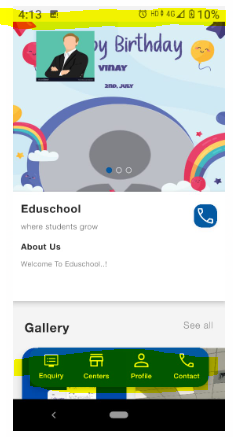 4:13 HD 4G 10%
py Birthday
VINAY
2ND. JULY
Eduschool
where students grow
About Us
Welcome To Eduschool..!
Gallery See all
Enquiry Centers Profile Contact